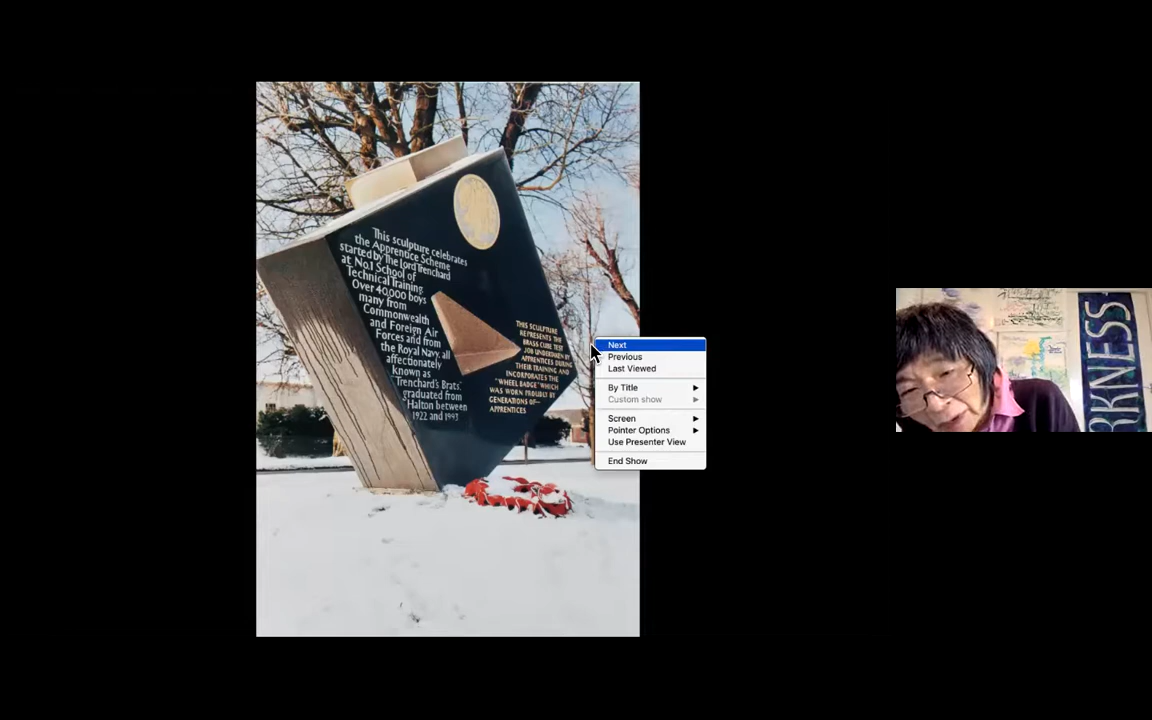 This sculpture celebrates
the Apprentice Scheme
started by The Lord Trenchard
at No.1 School of
Technical Training.
Over 40,000 boys
many from
Commonwealth
and Foreign Air
Forces and from
the Royal Navy, all
affectionately
known as
'Trenchard's Brats'
graduated from
Halton between
1922 and 1993
THIS SCULPTURE
REPRESENTS THE
BRASS CUBE TEST
JOB UNDERTAKEN BY
APPRENTICES DURING
THEIR TRAINING AND
INCORPORATES THE
"WHEEL BADGE" WHICH
WAS WORN PROUDLY BY
GENERATIONS OF
APPRENTICES
Next
Previous
Last Viewed
By Title
Custom show
Screen
Pointer Options
Use Presenter View
End Show
RKNESS